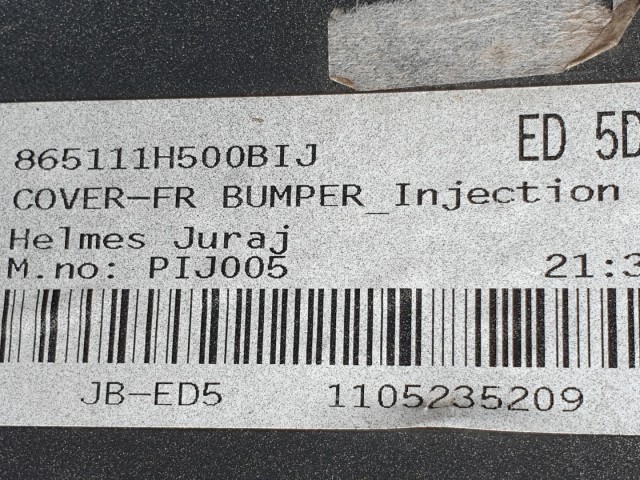 865111H500BIJ ED 5D
COVER-FR BUMPER_Injection
Helmes Juraj
M.no: PIJ005 21:3
JB-ED5 1105235209